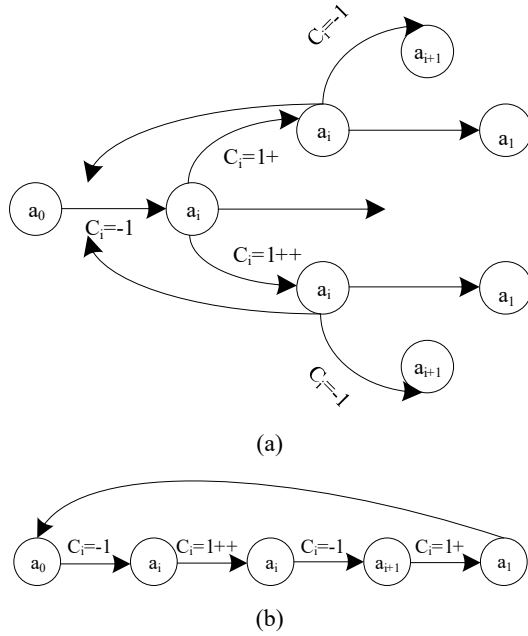 C_i=-1
a_{i+1}
a_i
a_1
C_i=1+
a_0
a_i
C_i=-1
C_i=1++
a_i
a_1
a_{i+1}
C_i=-1
(a)
C_i=-1 C_i=1++ C_i=-1 C_i=1+
a_0 a_i a_i a_{i+1} a_1
(b)